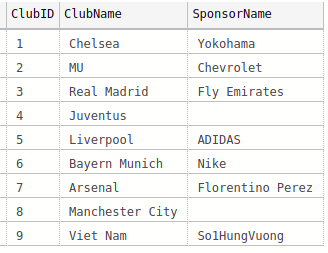 ClubID ClubName SponsorName
1 Chelsea Yokohama
2 MU Chevrolet
3 Real Madrid Fly Emirates
4 Juventus
5 Liverpool ADIDAS
6 Bayern Munich Nike
7 Arsenal Florentino Perez
8 Manchester City
9 Viet Nam So1HungVuong